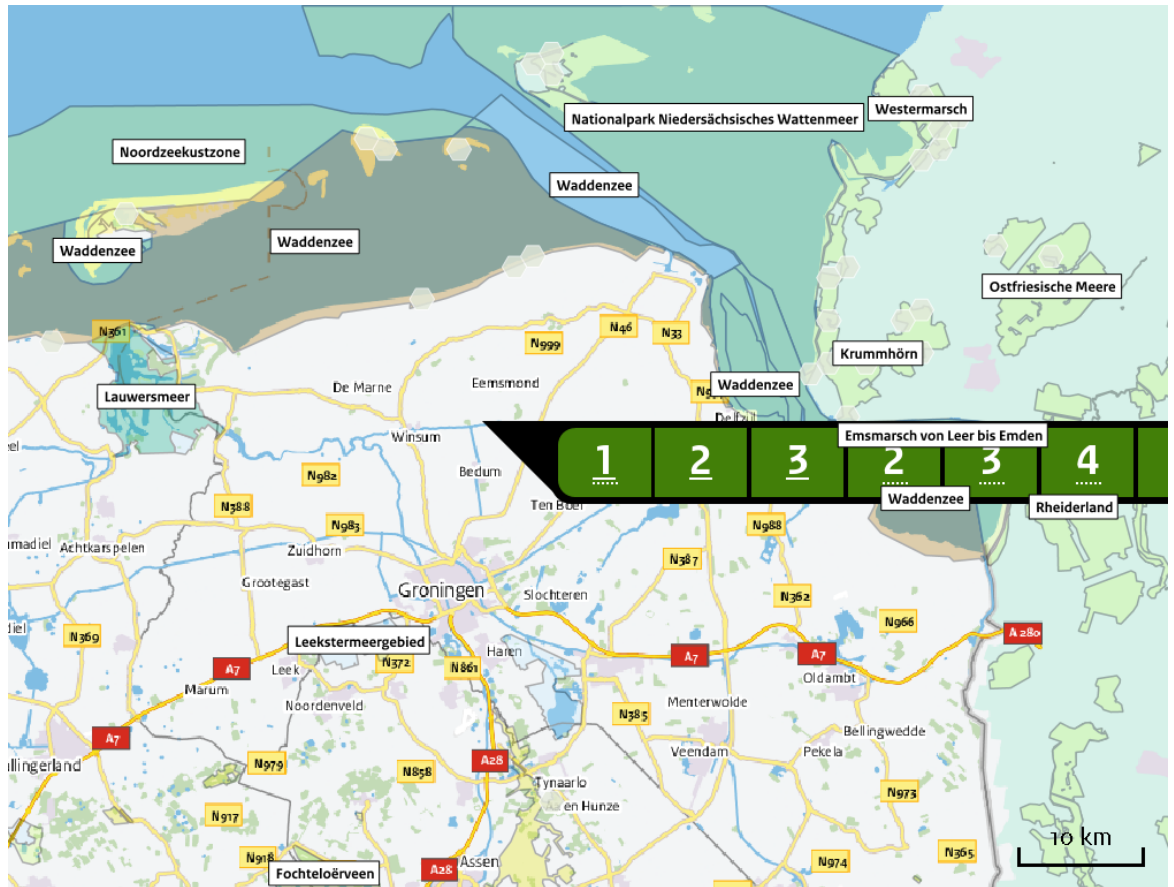 Nationalpark Niedersächsisches Wattenmeer
Westermarsch
Noordzeekustzone
Waddenzee
Waddenzee
Waddenzee
Ostfriesische Meere
N361
N999
N46
N33
Krummhörn
Lauwersmeer
De Marne
Eemsmond
Waddenzee
Delfzijl
Winsum
Emsmarsch von Leer bis Emden
1
2
3
2
3
4
Bedum
N982
Waddenzee
N388
Ten Boer
Rheiderland
N983
N988
Achtkarspelen
Zuidhorn
N387
Grootegast
Groningen
Slochteren
N362
N369
N966
A 280
Leekstermeergebied
Haren
A7
Leek
N372
N861
A7
A7
Marum
Oldambt
Noordenveld
Menterwolde
N385
A7
Bellingwedde
N979
N858
A28
Veendam
Pekela
Tynaarlo
N973
Aa en Hunze
N917
N918
Assen
N974
N365
10 km
Fochteloërveen
A28